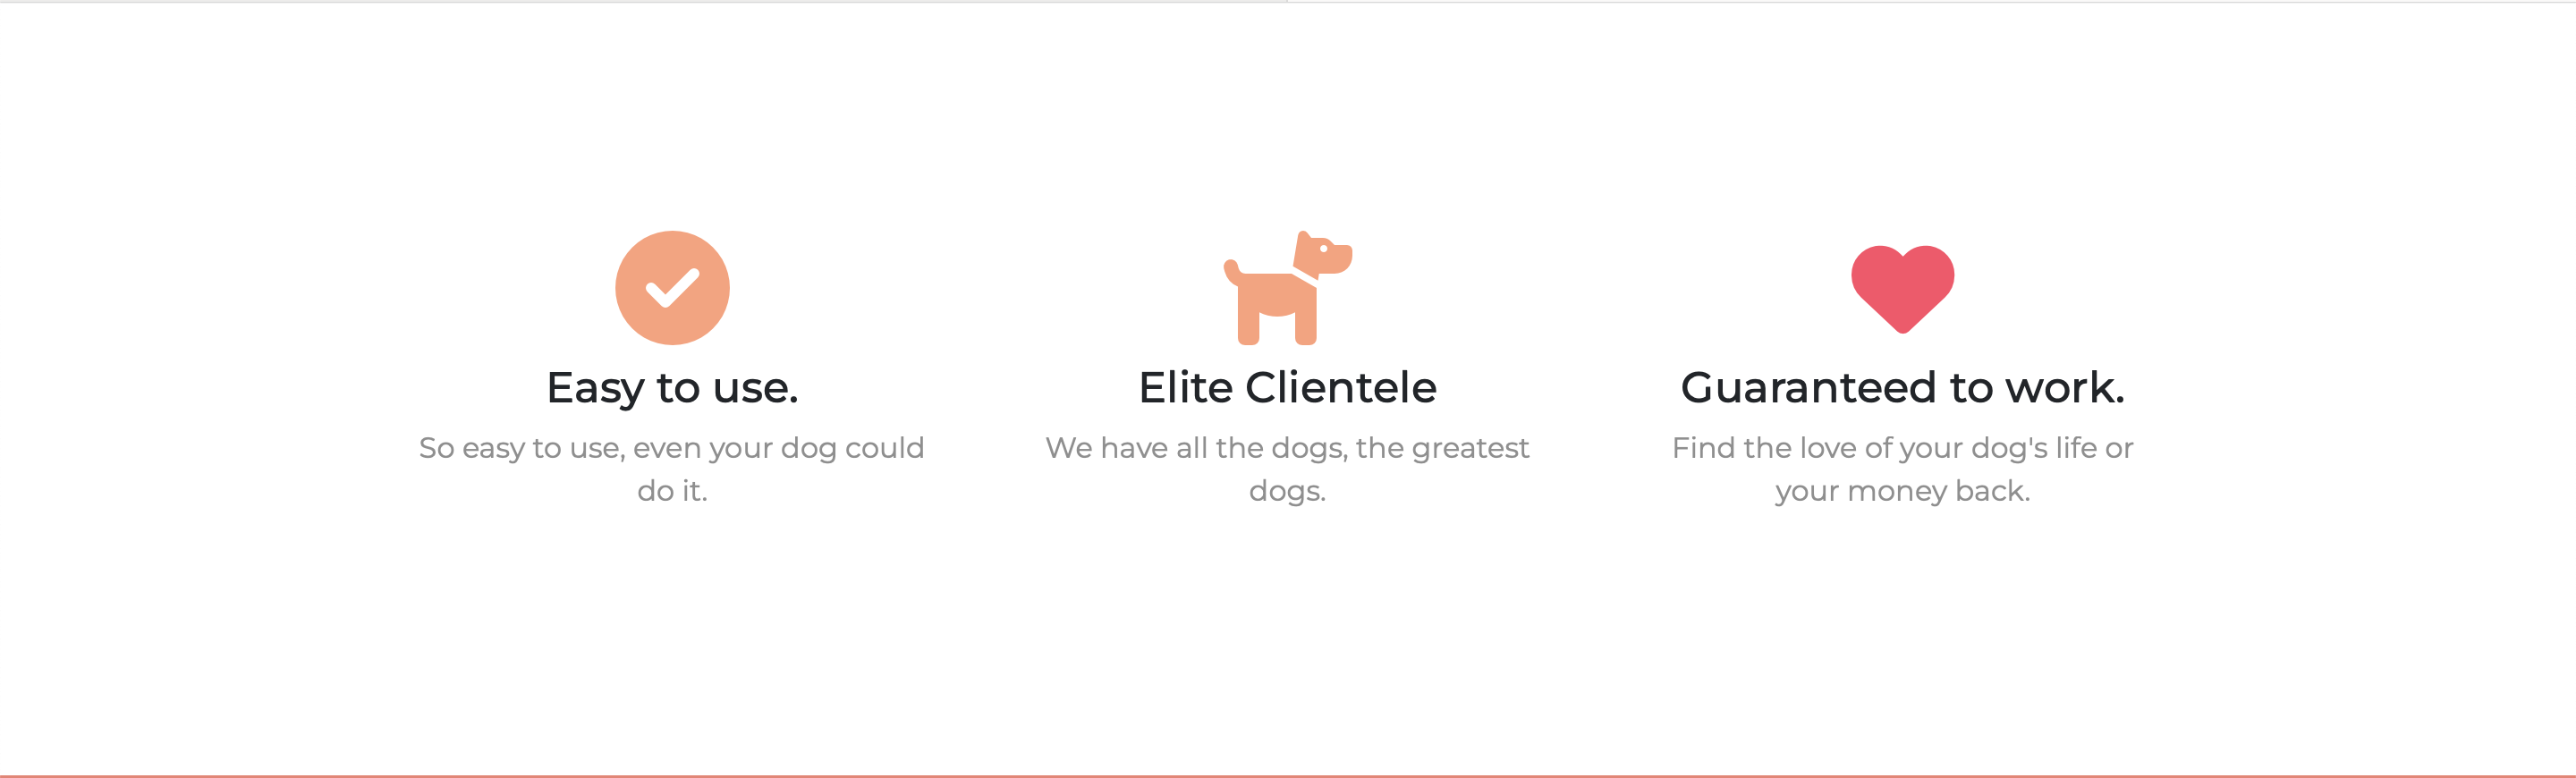 Easy to use.
So easy to use, even your dog could
do it.
Elite Clientele
We have all the dogs, the greatest
dogs.
Guaranteed to work.
Find the love of your dog's life or
your money back.